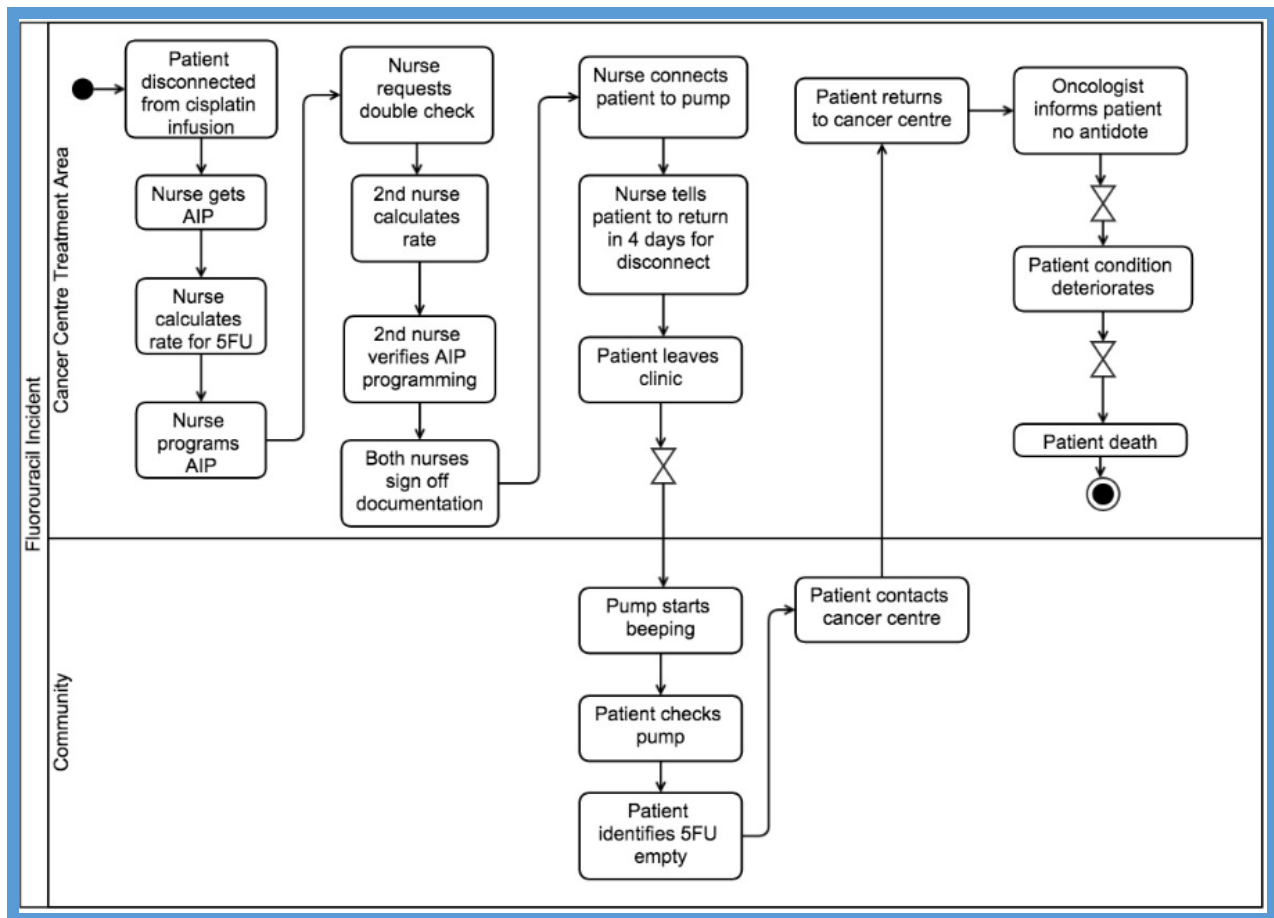 Fluorouracil Incident
Cancer Centre Treatment Area
Patient
disconnected
from cisplatin
infusion
Nurse gets
AIP
Nurse
calculates
rate for 5FU
Nurse
programs
AIP
Nurse
requests
double check
2nd nurse
calculates
rate
2nd nurse
verifies AIP
programming
Both nurses
sign off
documentation
Nurse connects
patient to pump
Nurse tells
patient to return
in 4 days for
disconnect
Patient leaves
clinic
Community
Pump starts
beeping
Patient checks
pump
Patient
identifies 5FU
empty
Patient contacts
cancer centre
Patient returns
to cancer centre
Oncologist
informs patient
no antidote
Patient condition
deteriorates
Patient death